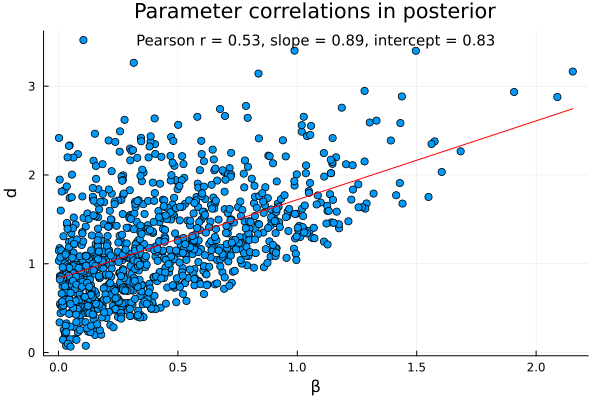 Parameter correlations in posterior
Pearson r = 0.53, slope = 0.89, intercept = 0.83
3
2
d
1
0
0.0 0.5 1.0 1.5 2.0
β